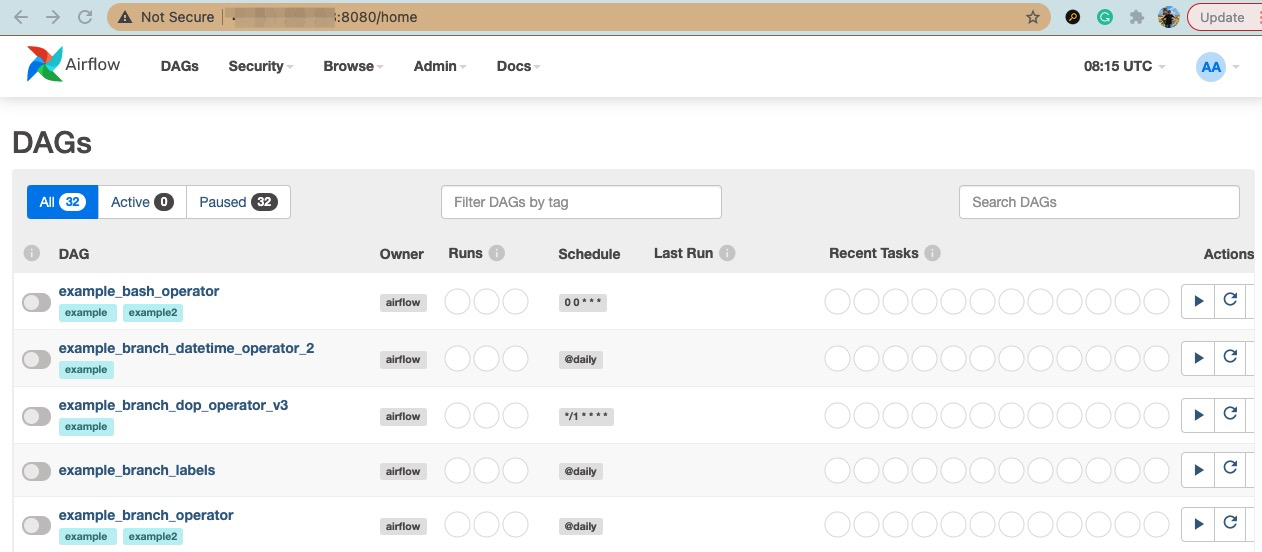 Not Secure :8080/home Update
Airflow DAGs Security Browse Admin Docs 08:15 UTC AA
DAGs
All 32 Active 0 Paused 32 Filter DAGs by tag Search DAGs
i DAG Owner Runs i Schedule Last Run i Recent Tasks i Actions
example_bash_operator
airflow 0 0 * * *
example example2
example_branch_datetime_operator_2
airflow @daily
example
example_branch_dop_operator_v3
airflow */1 * * * *
example
example_branch_labels airflow @daily
example_branch_operator
airflow @daily
example example2